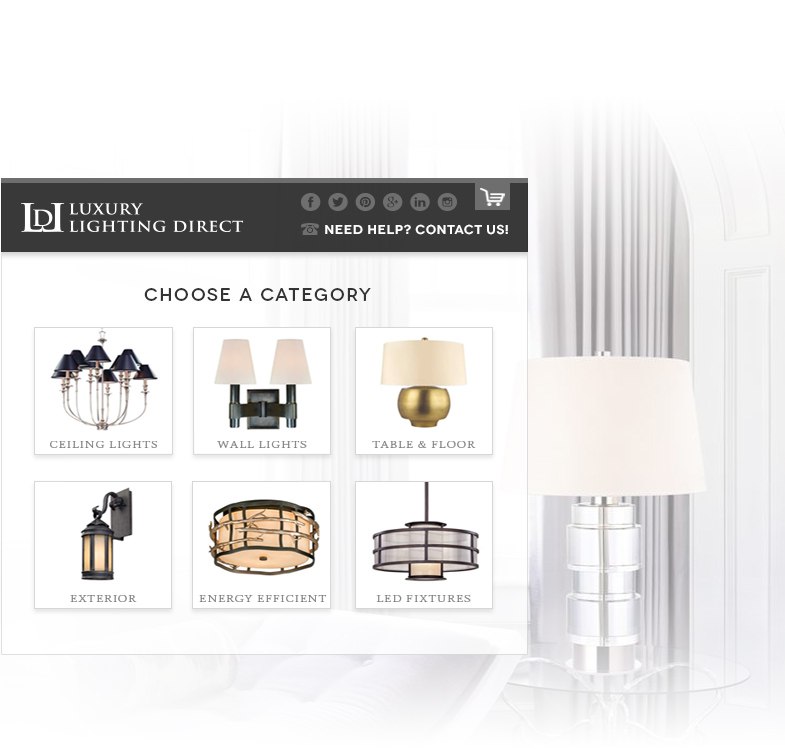 LDL LUXURY
LIGHTING DIRECT
NEED HELP? CONTACT US!
CHOOSE A CATEGORY
CEILING LIGHTS
WALL LIGHTS
TABLE & FLOOR
EXTERIOR
ENERGY EFFICIENT
LED FIXTURES